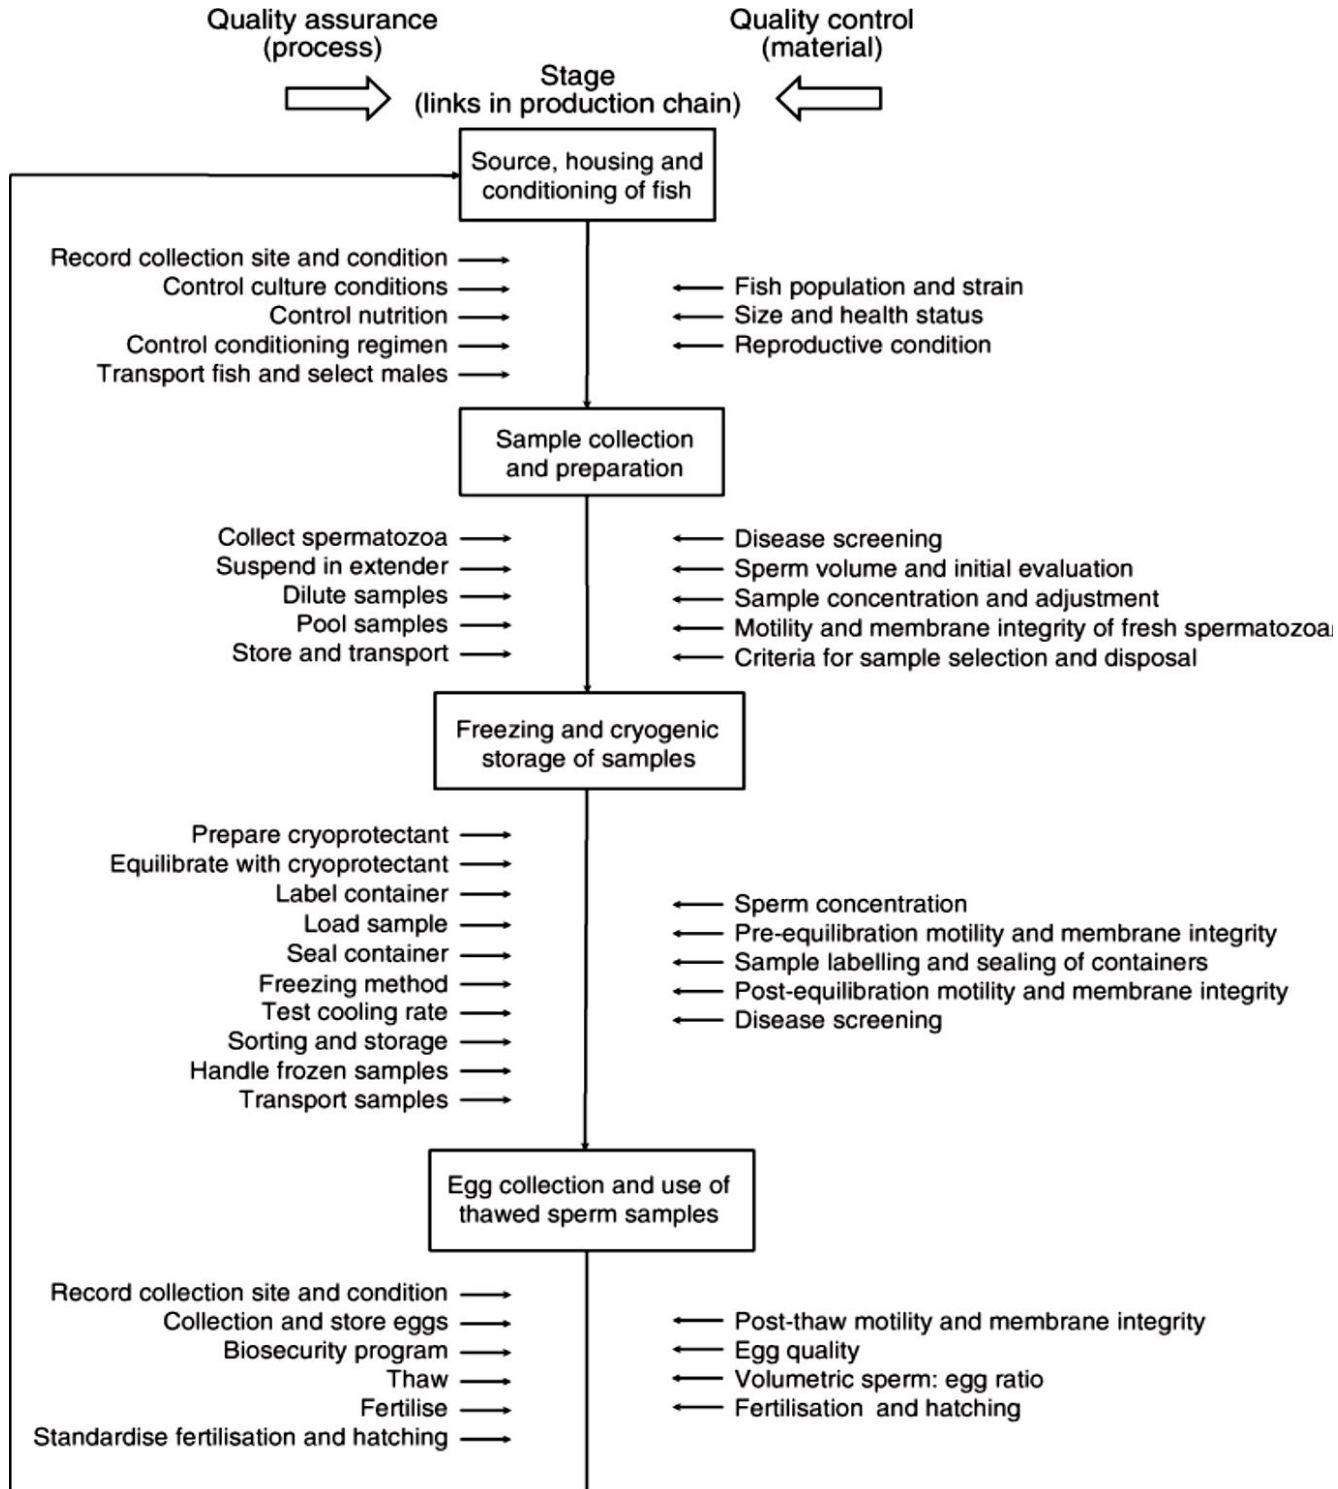 Quality assurance
(process)
Quality control
(material)
Stage
(links in production chain)
Source, housing and
conditioning of fish
Record collection site and condition
Control culture conditions
Control nutrition
Control conditioning regimen
Transport fish and select males
Fish population and strain
Size and health status
Reproductive condition
Sample collection
and preparation
Collect spermatozoa
Suspend in extender
Dilute samples
Pool samples
Store and transport
Disease screening
Sperm volume and initial evaluation
Sample concentration and adjustment
Motility and membrane integrity of fresh spermatozoa
Criteria for sample selection and disposal
Freezing and cryogenic
storage of samples
Prepare cryoprotectant
Equilibrate with cryoprotectant
Label container
Load sample
Seal container
Freezing method
Test cooling rate
Sorting and storage
Handle frozen samples
Transport samples
Sperm concentration
Pre-equilibration motility and membrane integrity
Sample labelling and sealing of containers
Post-equilibration motility and membrane integrity
Disease screening
Egg collection and use of
thawed sperm samples
Record collection site and condition
Collection and store eggs
Biosecurity program
Thaw
Fertilise
Standardise fertilisation and hatching
Post-thaw motility and membrane integrity
Egg quality
Volumetric sperm: egg ratio
Fertilisation and hatching